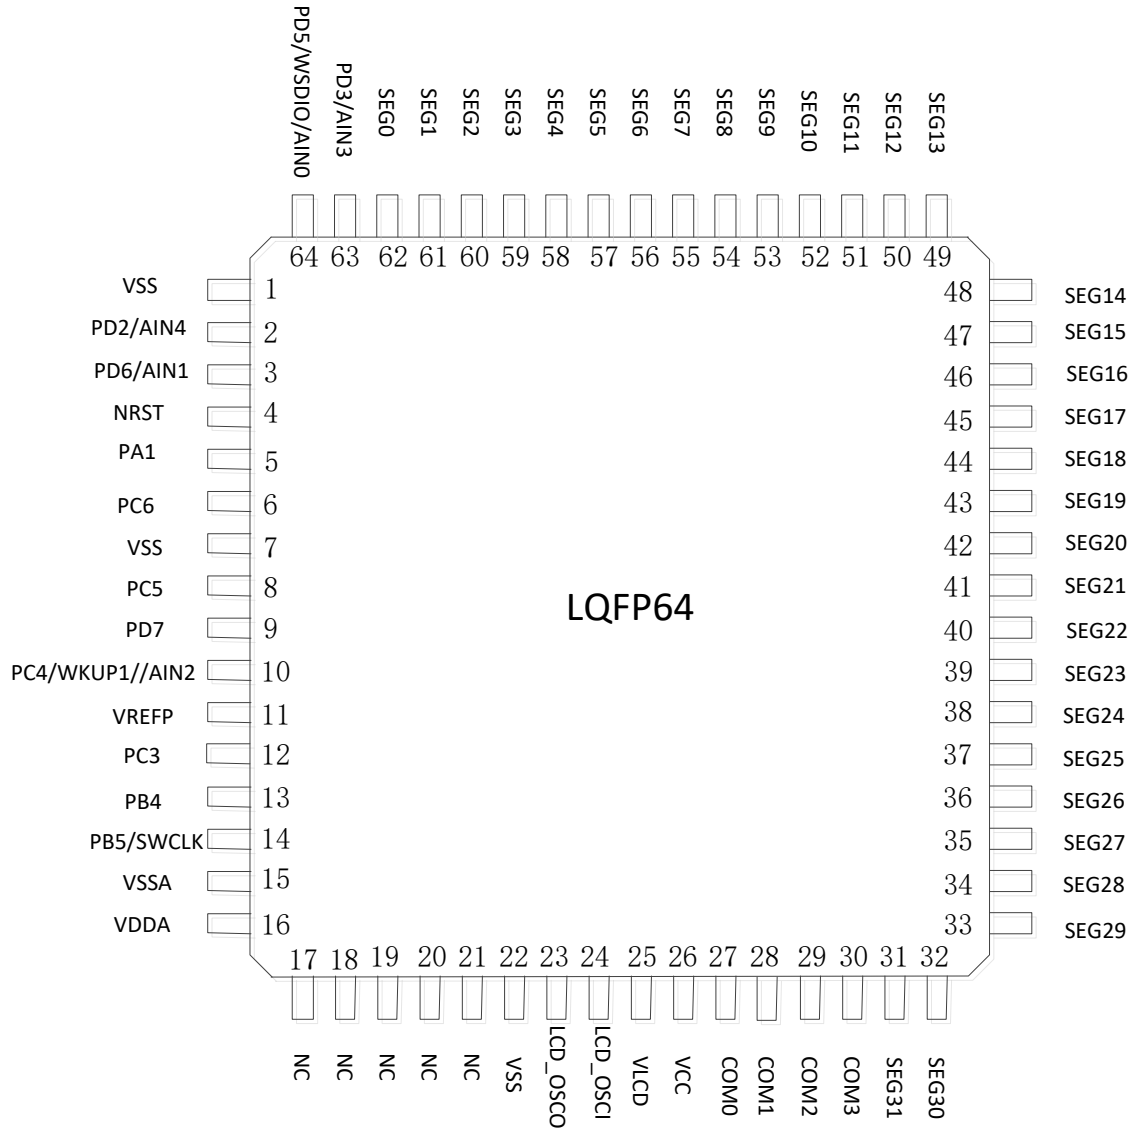 PD5/WSDIO/AIN0
PD3/AIN3
SEG0
SEG1
SEG2
SEG3
SEG4
SEG5
SEG6
SEG7
SEG8
SEG9
SEG10
SEG11
SEG12
SEG13
64 63 62 61 60 59 58 57 56 55 54 53 52 51 50 49
VSS 1 48 SEG14
PD2/AIN4 2 47 SEG15
PD6/AIN1 3 46 SEG16
NRST 4 45 SEG17
PA1 5 44 SEG18
PC6 6 43 SEG19
VSS 7 42 SEG20
PC5 8 41 SEG21
LQFP64
PD7 9 40 SEG22
PC4/WKUP1//AIN2 10 39 SEG23
VREFP 11 38 SEG24
PC3 12 37 SEG25
PB4 13 36 SEG26
PB5/SWCLK 14 35 SEG27
VSSA 15 34 SEG28
VDDA 16 33 SEG29
17 18 19 20 21 22 23 24 25 26 27 28 29 30 31 32
NC
NC
NC
NC
NC
VSS
LCD_OSCO
LCD_OSCI
VLCD
VCC
COM0
COM1
COM2
COM3
SEG31
SEG30